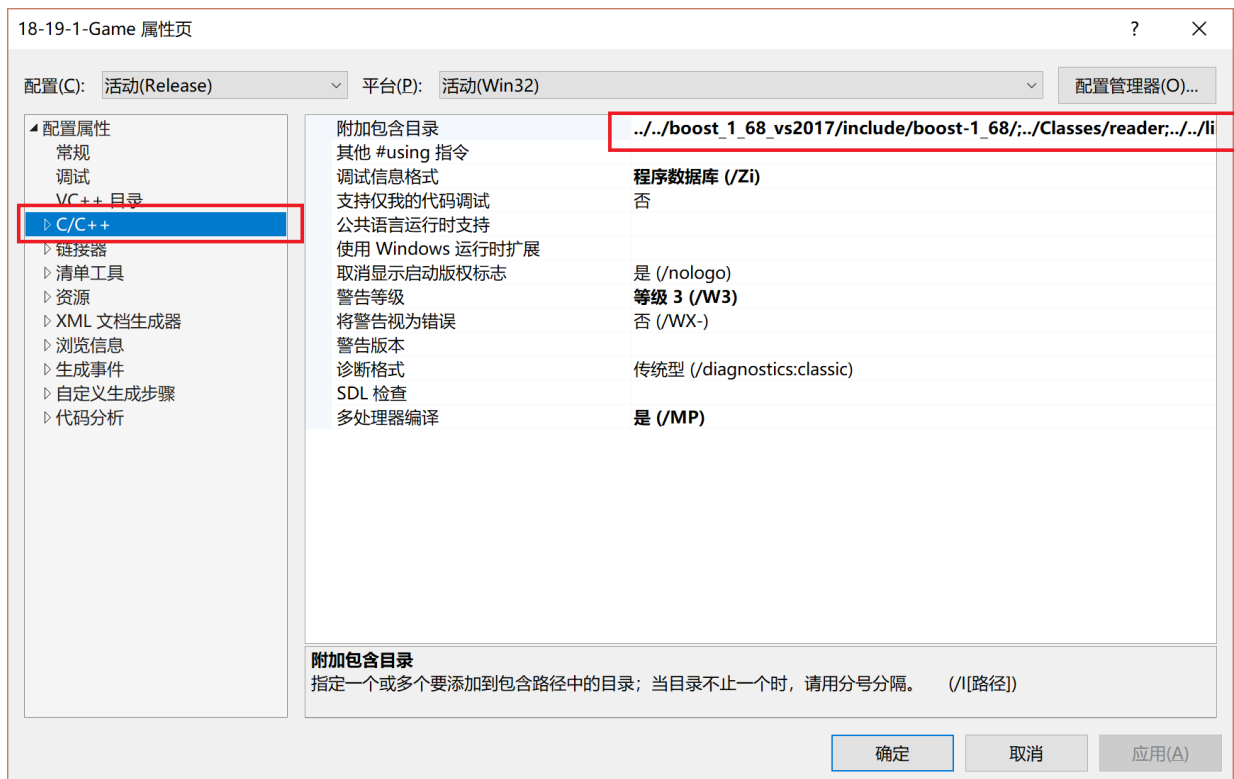 18-19-1-Game 属性页
?
配置(C): 活动(Release) 平台(P): 活动(Win32) 配置管理器(O)...
配置属性
常规
调试
VC++ 目录
C/C++
链接器
清单工具
资源
XML 文档生成器
浏览信息
生成事件
自定义生成步骤
代码分析
附加包含目录 ../../boost_1_68_vs2017/include/boost-1_68/;../Classes/reader;../../li
其他 #using 指令
调试信息格式 程序数据库 (/Zi)
支持仅我的代码调试 否
公共语言运行时支持
使用 Windows 运行时扩展
取消显示启动版权标志 是 (/nologo)
警告等级 等级 3 (/W3)
将警告视为错误 否 (/WX-)
警告版本
诊断格式 传统型 (/diagnostics:classic)
SDL 检查
多处理器编译 是 (/MP)
附加包含目录
指定一个或多个要添加到包含路径中的目录；当目录不止一个时，请用分号分隔。 (/I[路径])
确定 取消 应用(A)